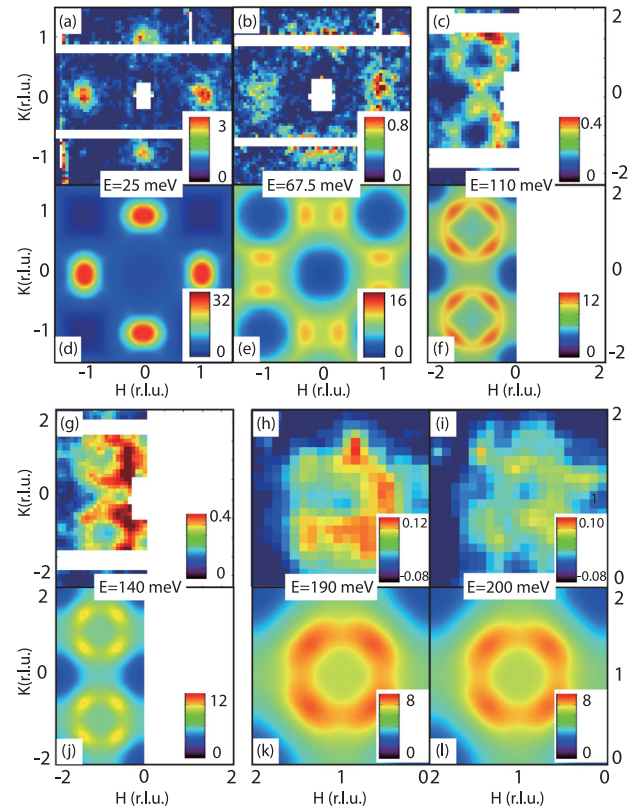 (a) (b) (c)
1 0 -1 K(r.l.u.)
3 0 0.8 0 0.4 0
2 1 0 -1 -2
E=25 meV E=67.5 meV E=110 meV
1 0 -1 K(r.l.u.)
32 0 16 0 12 0
2 0 -2
(d) (e) (f)
-1 0 1 -1 0 1 -2 0 2
H (r.l.u.) H (r.l.u.) H (r.l.u.)
(g) (h) (i)
2 0 -2 K(r.l.u.)
0.4 0 0.12 -0.08 0.10 -0.08
2 1 0
E=140 meV E=190 meV E=200 meV
2 0 -2 K(r.l.u.)
12 0 8 0 8 0
2 1 0
(j) (k) (l)
-2 0 2 2 1 0 2 1 0
H (r.l.u.) H (r.l.u.) H (r.l.u.)